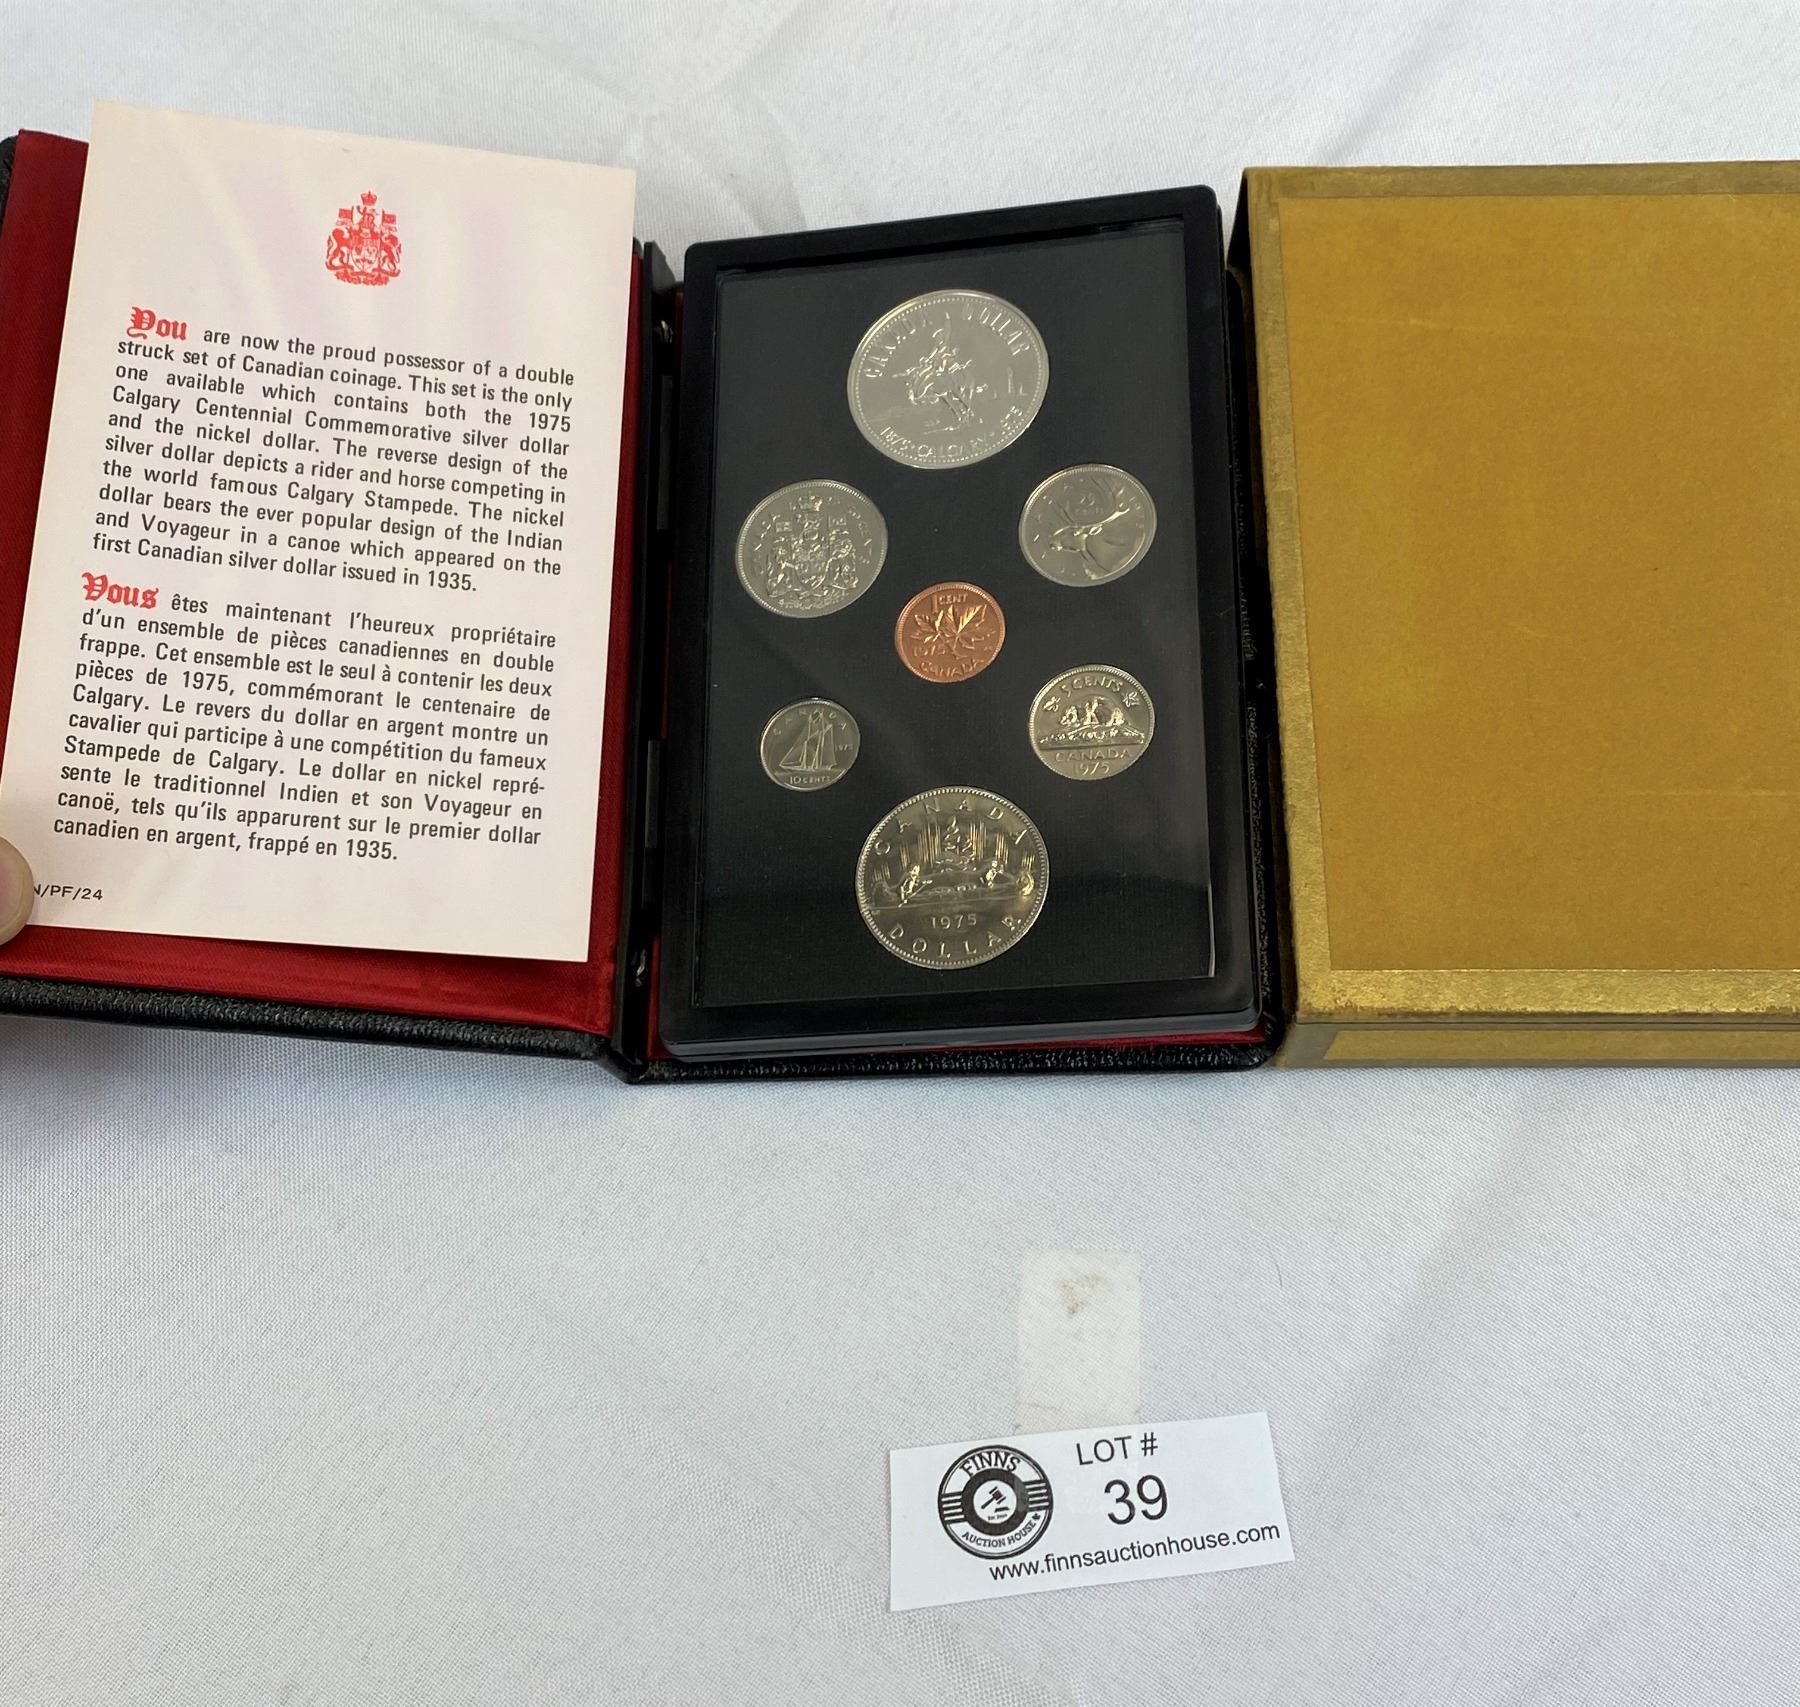 You are now the proud possessor of a double
struck set of Canadian coinage. This set is the only
one available which contains both the 1975
Calgary Centennial Commemorative silver dollar
and the nickel dollar. The reverse design of the
silver dollar depicts a rider and horse competing in
the world famous Calgary Stampede. The nickel
dollar bears the ever popular design of the Indian
and Voyageur in a canoe which appeared on the
first Canadian silver dollar issued in 1935.
Vous êtes maintenant l'heureux propriétaire
d'un ensemble de pièces canadiennes en double
frappe. Cet ensemble est le seul à contenir les deux
pièces de 1975, commémorant le centenaire de
Calgary. Le revers du dollar en argent montre un
cavalier qui participe à une compétition du fameux
Stampede de Calgary. Le dollar en nickel repré-
sente le traditionnel Indien et son Voyageur en
canoë, tels qu'ils apparurent sur le premier dollar
canadien en argent, frappé en 1935.
N/PF/24
CANADA DOLLAR
1875 • CALGARY • 1975
CANADA 50 CENTS
25
CENTS
CANADA 1975
1 CENT
1975
CANADA
CANADA
1975
10 CENTS
5 CENTS
CANADA
1975
CANADA
1975
DOLLAR
FINNS
AUCTION HOUSE
LOT #
39
www.finnsauctionhouse.com